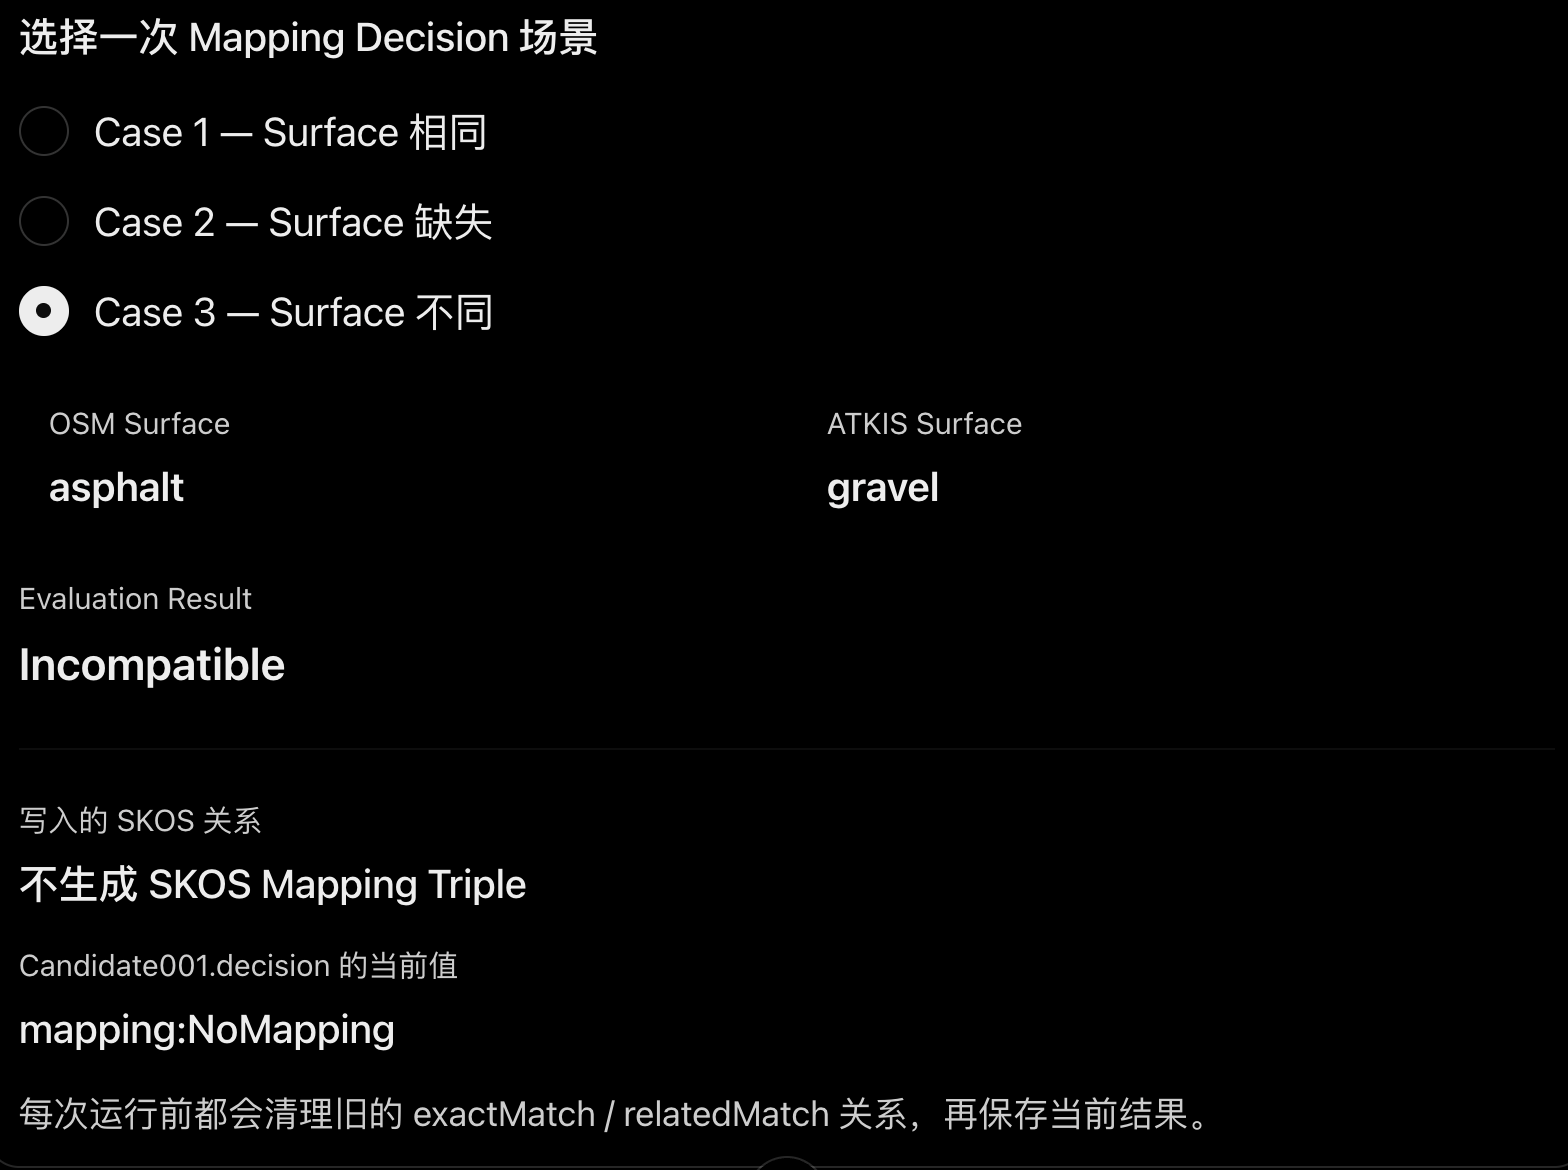 选择一次 Mapping Decision 场景
Case 1 — Surface 相同
Case 2 — Surface 缺失
Case 3 — Surface 不同
OSM Surface
ATKIS Surface
asphalt
gravel
Evaluation Result
Incompatible
写入的 SKOS 关系
不生成 SKOS Mapping Triple
Candidate001.decision 的当前值
mapping:NoMapping
每次运行前都会清理旧的 exactMatch / relatedMatch 关系，再保存当前结果。